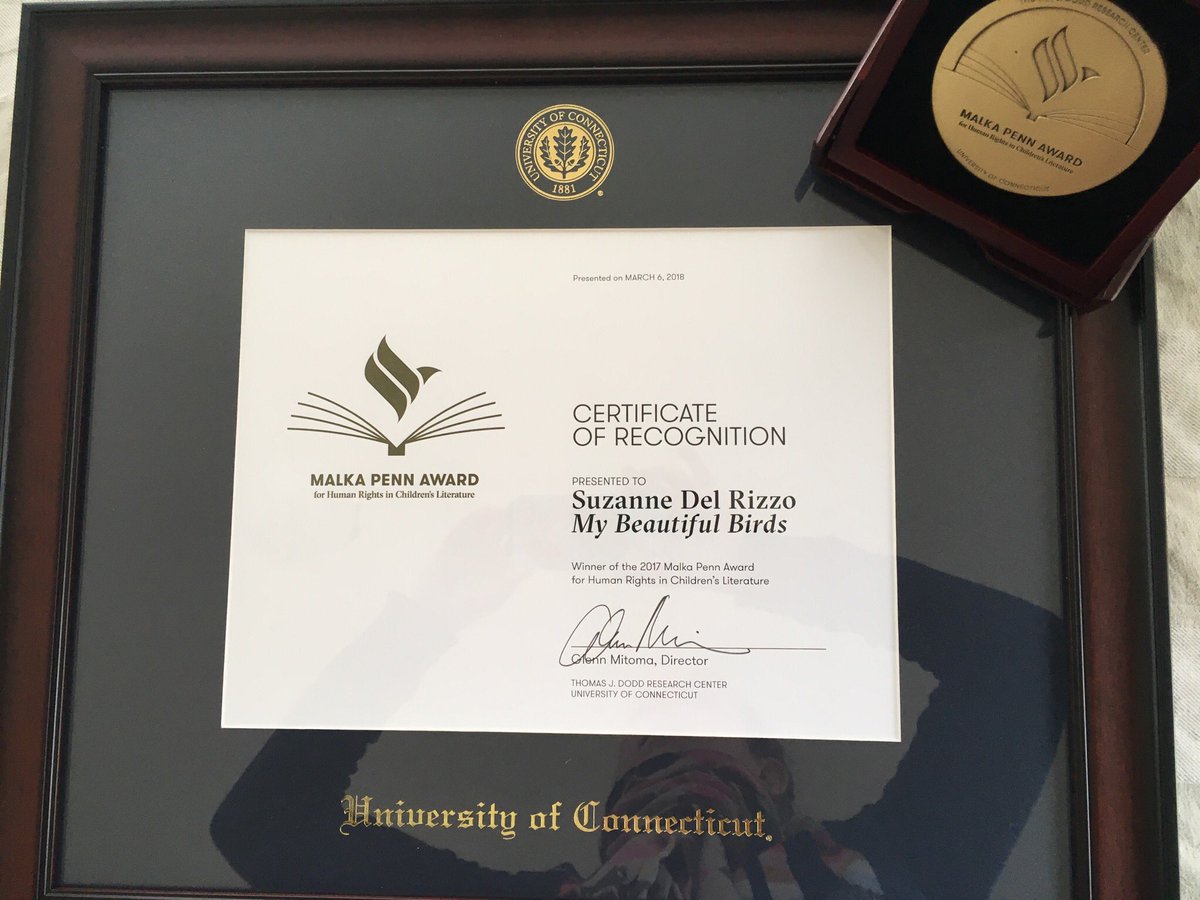 UNIVERSITY OF CONNECTICUT
1881
DODD RESEARCH CENTER
MALKA PENN AWARD
for Human Rights in Children's Literature
UNIVERSITY OF CONNECTICUT
Presented on MARCH 6, 2018
MALKA PENN AWARD
for Human Rights in Children's Literature
CERTIFICATE
OF RECOGNITION
PRESENTED TO
Suzanne Del Rizzo
My Beautiful Birds
Winner of the 2017 Malka Penn Award
for Human Rights in Children's Literature
Glenn Mitoma, Director
THOMAS J. DODD RESEARCH CENTER
UNIVERSITY OF CONNECTICUT
University of Connecticut